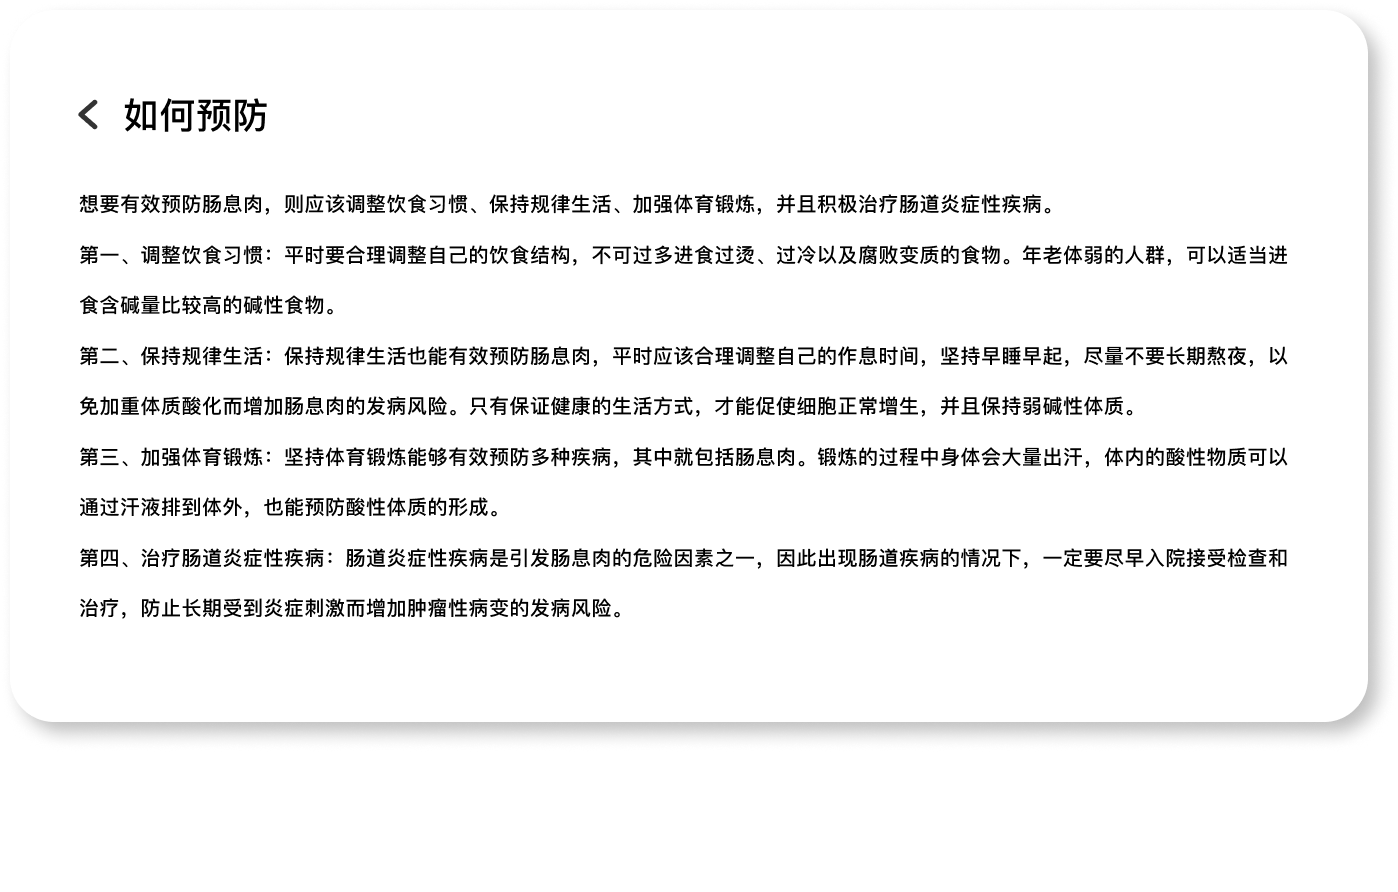 如何预防
想要有效预防肠息肉，则应该调整饮食习惯、保持规律生活、加强体育锻炼，并且积极治疗肠道炎症性疾病。
第一、调整饮食习惯：平时要合理调整自己的饮食结构，不可过多进食过烫、过冷以及腐败变质的食物。年老体弱的人群，可以适当进
食含碱量比较高的碱性食物。
第二、保持规律生活：保持规律生活也能有效预防肠息肉，平时应该合理调整自己的作息时间，坚持早睡早起，尽量不要长期熬夜，以
免加重体质酸化而增加肠息肉的发病风险。只有保证健康的生活方式，才能促使细胞正常增生，并且保持弱碱性体质。
第三、加强体育锻炼：坚持体育锻炼能够有效预防多种疾病，其中就包括肠息肉。锻炼的过程中身体会大量出汗，体内的酸性物质可以
通过汗液排到体外，也能预防酸性体质的形成。
第四、治疗肠道炎症性疾病：肠道炎症性疾病是引发肠息肉的危险因素之一，因此出现肠道疾病的情况下，一定要尽早入院接受检查和
治疗，防止长期受到炎症刺激而增加肿瘤性病变的发病风险。